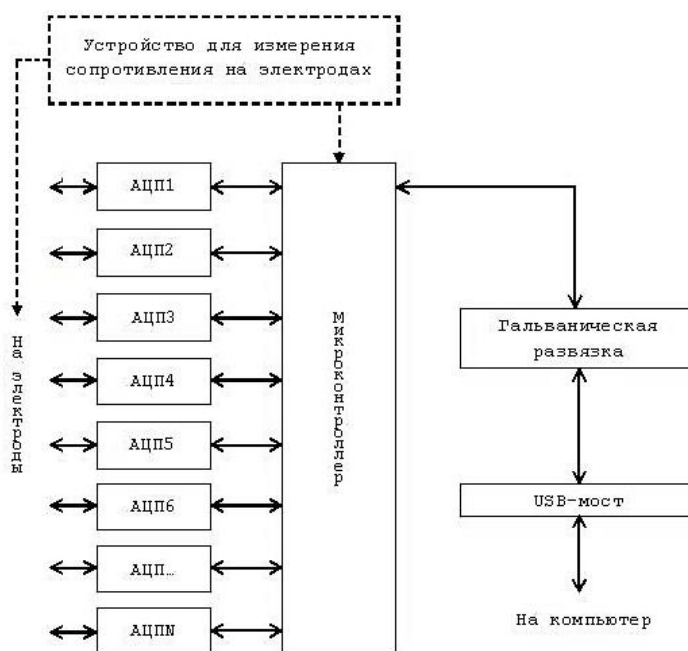 Устройство для измерения
сопротивления на электродах
АЦП1
АЦП2
АЦП3
АЦП4
АЦП5
АЦП6
АЦП…
АЦПN
На электроды
Микроконтроллер
Гальваническая
развязка
USB-мост
На компьютер